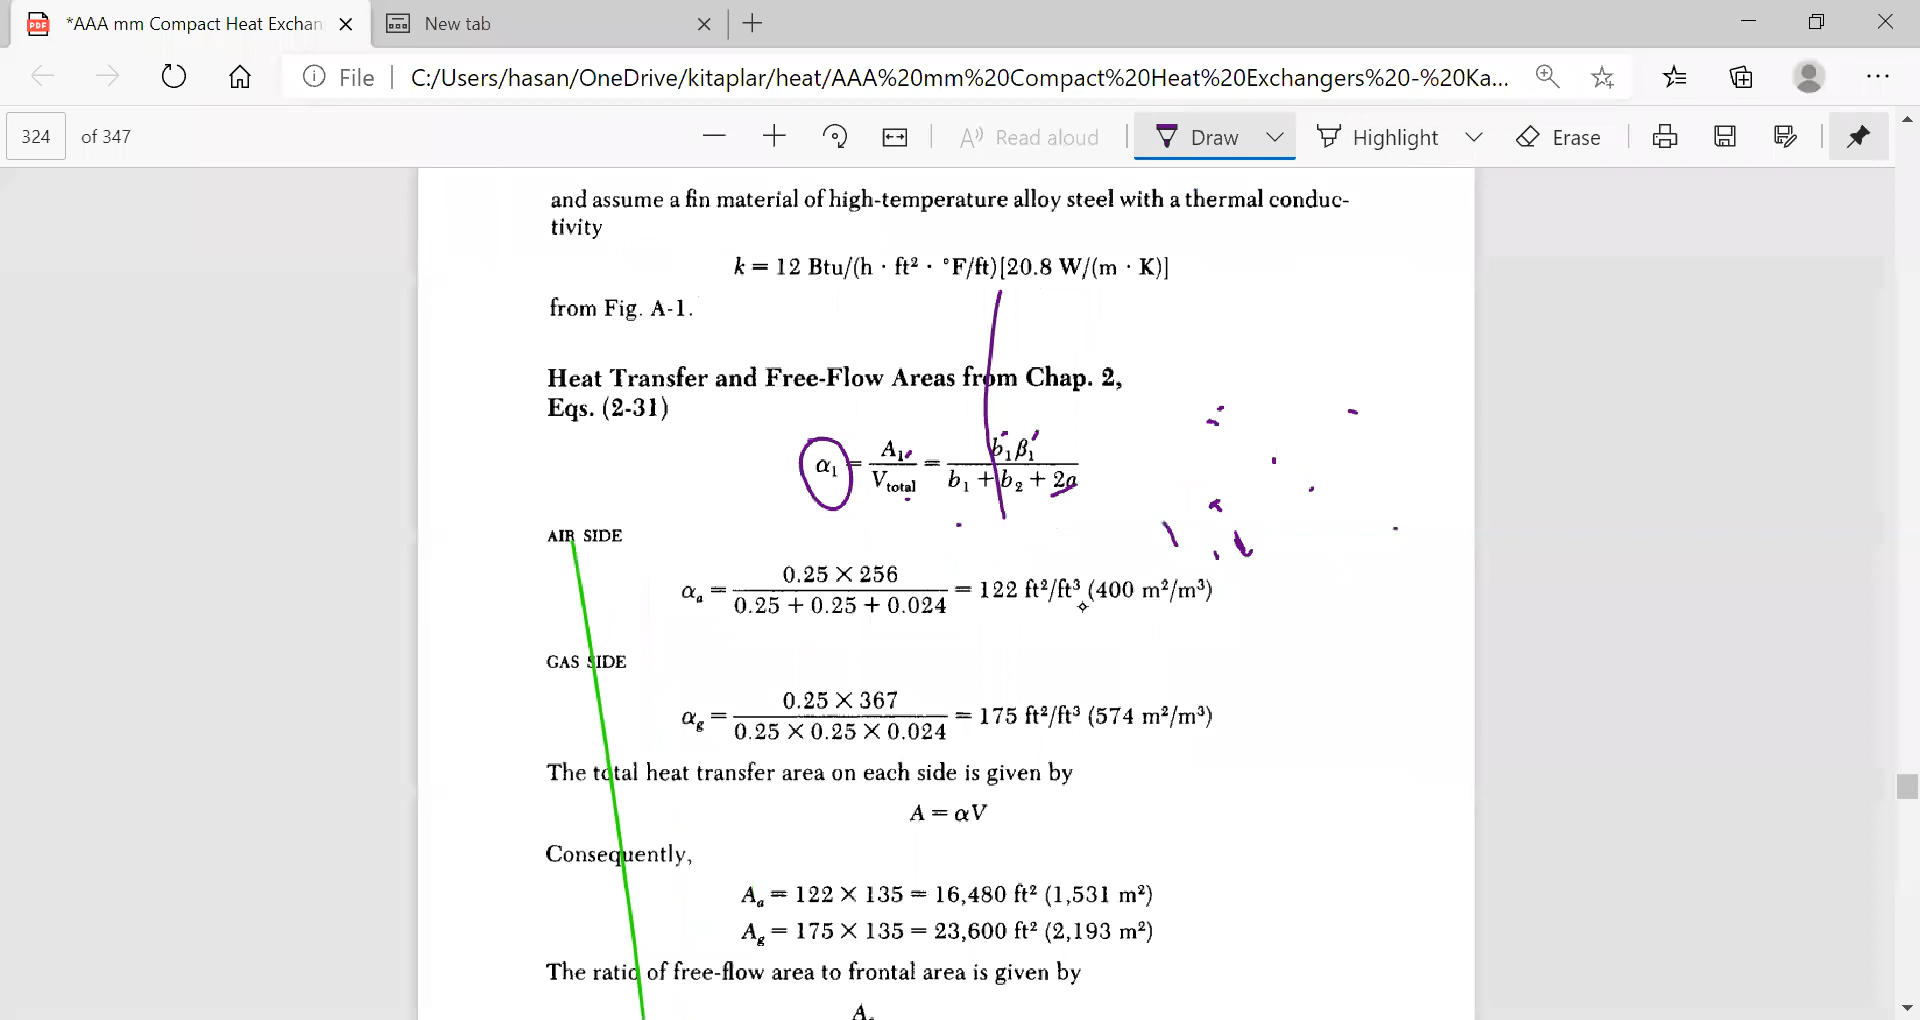 *AAA mm Compact Heat Exchan
New tab
File
C:/Users/hasan/OneDrive/kitaplar/heat/AAA%20mm%20Compact%20Heat%20Exchangers%20-%20Ka...
324 of 347
Read aloud
Draw
Highlight
Erase
and assume a fin material of high-temperature alloy steel with a thermal conduc-
tivity
k = 12 Btu/(h · ft² · °F/ft)[20.8 W/(m · K)]
from Fig. A-1.
Heat Transfer and Free-Flow Areas from Chap. 2,
Eqs. (2-31)
α₁ = A₁ / V_total = b₁β₁ / (b₁ + b₂ + 2a)
AIR SIDE
αₐ = (0.25 × 256) / (0.25 + 0.25 + 0.024) = 122 ft²/ft³ (400 m²/m³)
GAS SIDE
α_g = (0.25 × 367) / (0.25 × 0.25 × 0.024) = 175 ft²/ft³ (574 m²/m³)
The total heat transfer area on each side is given by
A = αV
Consequently,
Aₐ = 122 × 135 = 16,480 ft² (1,531 m²)
A_g = 175 × 135 = 23,600 ft² (2,193 m²)
The ratio of free-flow area to frontal area is given by